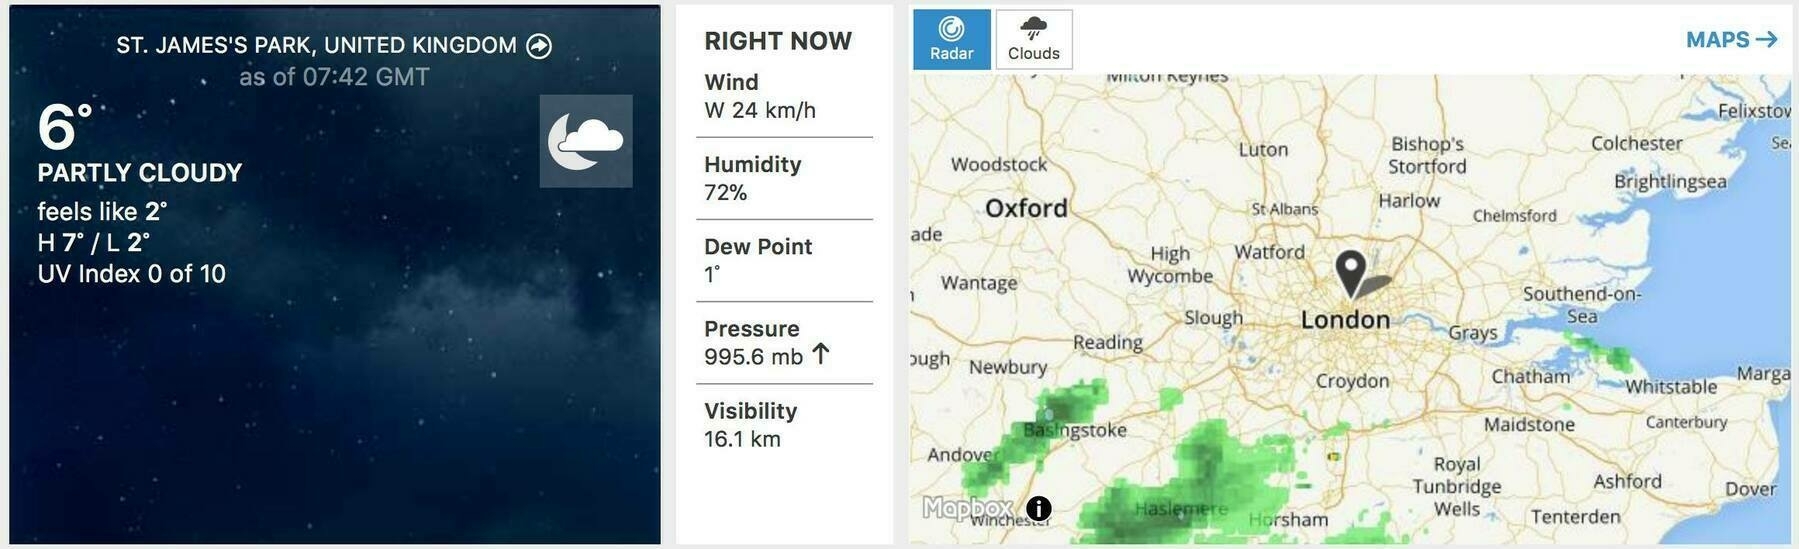 ST. JAMES'S PARK, UNITED KINGDOM
as of 07:42 GMT
6°
PARTLY CLOUDY
feels like 2°
H 7° / L 2°
UV Index 0 of 10
RIGHT NOW
Wind
W 24 km/h
Humidity
72%
Dew Point
1°
Pressure
995.6 mb ↑
Visibility
16.1 km
Radar
Clouds
MAPS →
Milton Keynes
Felixstow
Colchester
Bishop's
Stortford
Luton
Woodstock
Brightlingsea
Oxford
St Albans
Harlow
Chelmsford
ade
High
Wycombe
Watford
Wantage
Southend-on-
Sea
Slough
London
Grays
Reading
ough
Newbury
Croydon
Chatham
Whitstable
Marga
Basingstoke
Maidstone
Canterbury
Andover
Royal
Tunbridge
Wells
Ashford
Dover
Mapbox
i
Winchester
Haslemere
Horsham
Tenterden